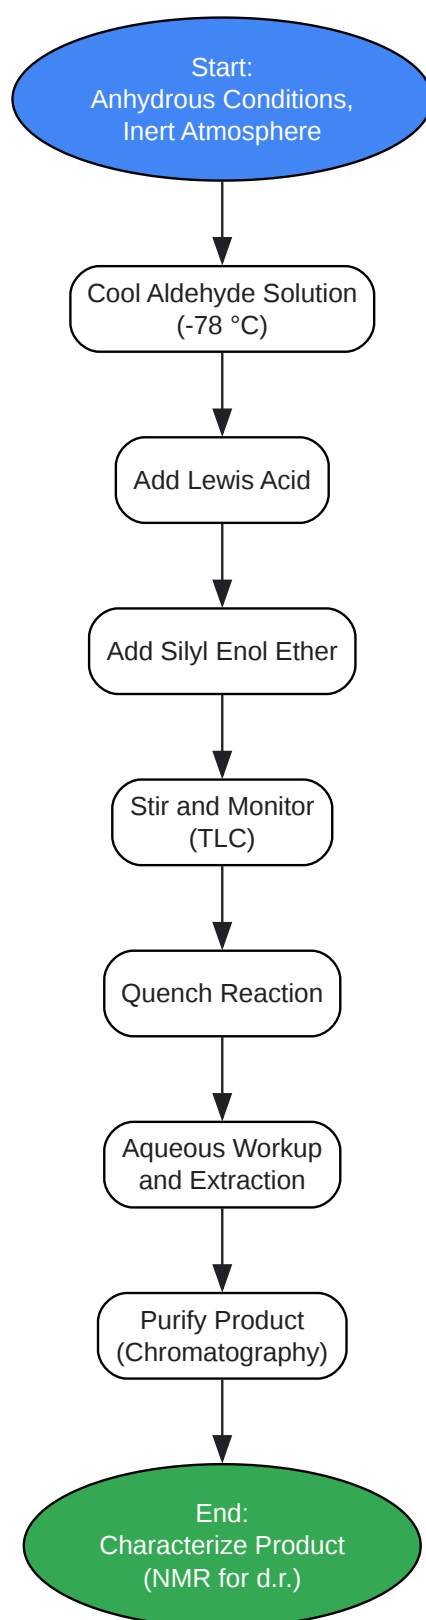 Start:
Anhydrous Conditions,
Inert Atmosphere
Cool Aldehyde Solution
(-78 °C)
Add Lewis Acid
Add Silyl Enol Ether
Stir and Monitor
(TLC)
Quench Reaction
Aqueous Workup
and Extraction
Purify Product
(Chromatography)
End:
Characterize Product
(NMR for d.r.)